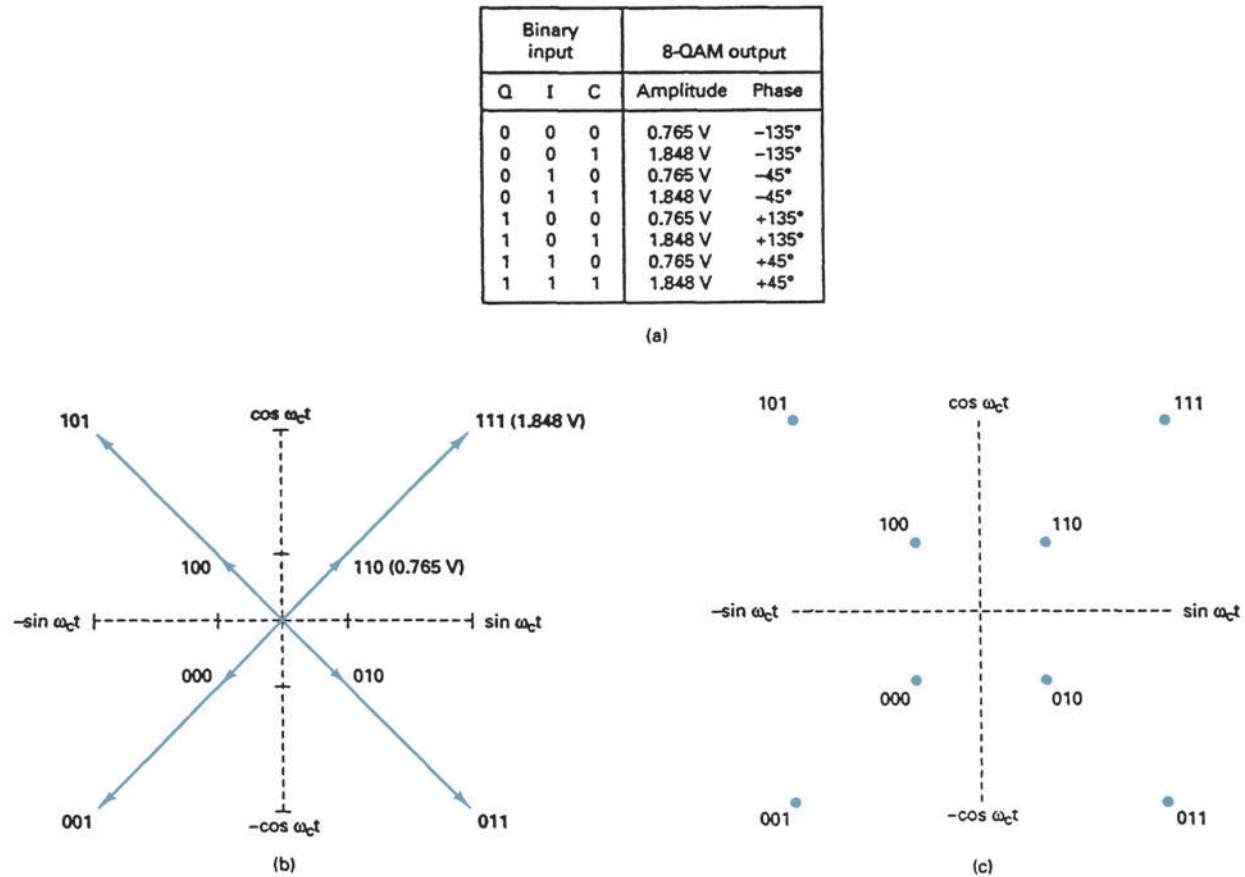 Binary input
8-QAM output
Q I C Amplitude Phase
0 0 0 0.765 V −135°
0 0 1 1.848 V −135°
0 1 0 0.765 V −45°
0 1 1 1.848 V −45°
1 0 0 0.765 V +135°
1 0 1 1.848 V +135°
1 1 0 0.765 V +45°
1 1 1 1.848 V +45°
(a)
cos ωct
101
111 (1.848 V)
100
110 (0.765 V)
−sin ωct
sin ωct
000
010
001
−cos ωct
011
(b)
101
cos ωct
111
100
110
−sin ωct
sin ωct
000
010
001
−cos ωct
011
(c)